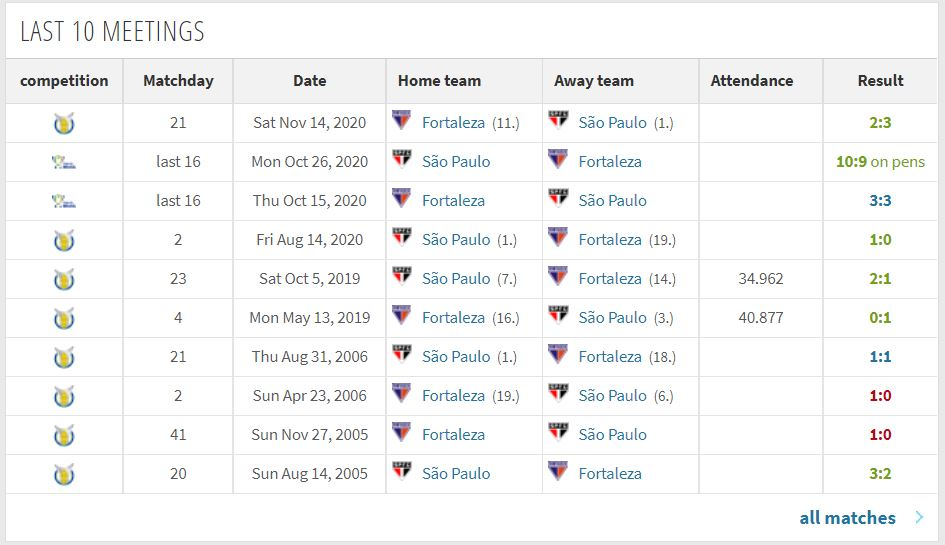 LAST 10 MEETINGS
competition Matchday Date Home team Away team Attendance Result
21 Sat Nov 14, 2020 Fortaleza (11.) São Paulo (1.) 2:3
last 16 Mon Oct 26, 2020 São Paulo Fortaleza 10:9 on pens
last 16 Thu Oct 15, 2020 Fortaleza São Paulo 3:3
2 Fri Aug 14, 2020 São Paulo (1.) Fortaleza (19.) 1:0
23 Sat Oct 5, 2019 São Paulo (7.) Fortaleza (14.) 34.962 2:1
4 Mon May 13, 2019 Fortaleza (16.) São Paulo (3.) 40.877 0:1
21 Thu Aug 31, 2006 São Paulo (1.) Fortaleza (18.) 1:1
2 Sun Apr 23, 2006 Fortaleza (19.) São Paulo (6.) 1:0
41 Sun Nov 27, 2005 Fortaleza São Paulo 1:0
20 Sun Aug 14, 2005 São Paulo Fortaleza 3:2
all matches